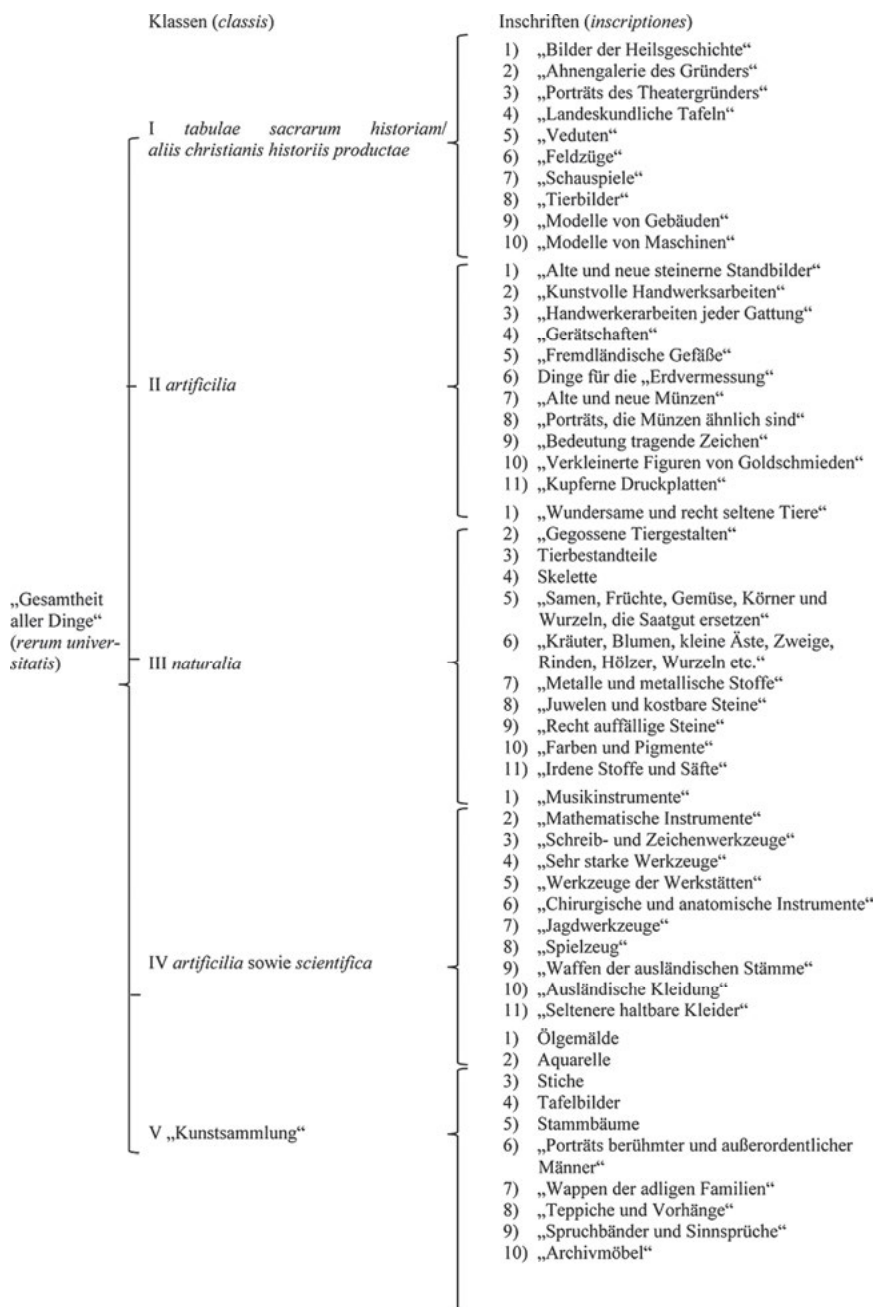 Klassen (classis)
Inschriften (inscriptiones)
„Gesamtheit
aller Dinge“
(rerum univer-
sitatis)
I tabulae sacrarum historiam/
aliis christianis historiis productae
1) „Bilder der Heilsgeschichte“
2) „Ahnengalerie des Gründers“
3) „Porträts des Theatergründers“
4) „Landeskundliche Tafeln“
5) „Veduten“
6) „Feldzüge“
7) „Schauspiele“
8) „Tierbilder“
9) „Modelle von Gebäuden“
10) „Modelle von Maschinen“
II artificilia
1) „Alte und neue steinerne Standbilder“
2) „Kunstvolle Handwerksarbeiten“
3) „Handwerkerarbeiten jeder Gattung“
4) „Gerätschaften“
5) „Fremdländische Gefäße“
6) Dinge für die „Erdvermessung“
7) „Alte und neue Münzen“
8) „Porträts, die Münzen ähnlich sind“
9) „Bedeutung tragende Zeichen“
10) „Verkleinerte Figuren von Goldschmieden“
11) „Kupferne Druckplatten“
III naturalia
1) „Wundersame und recht seltene Tiere“
2) „Gegossene Tiergestalten“
3) Tierbestandteile
4) Skelette
5) „Samen, Früchte, Gemüse, Körner und
Wurzeln, die Saatgut ersetzen“
6) „Kräuter, Blumen, kleine Äste, Zweige,
Rinden, Hölzer, Wurzeln etc.“
7) „Metalle und metallische Stoffe“
8) „Juwelen und kostbare Steine“
9) „Recht auffällige Steine“
10) „Farben und Pigmente“
11) „Irdene Stoffe und Säfte“
IV artificilia sowie scientifica
1) „Musikinstrumente“
2) „Mathematische Instrumente“
3) „Schreib- und Zeichenwerkzeuge“
4) „Sehr starke Werkzeuge“
5) „Werkzeuge der Werkstätten“
6) „Chirurgische und anatomische Instrumente“
7) „Jagdwerkzeuge“
8) „Spielzeug“
9) „Waffen der ausländischen Stämme“
10) „Ausländische Kleidung“
11) „Seltenere haltbare Kleider“
V „Kunstsammlung“
1) Ölgemälde
2) Aquarelle
3) Stiche
4) Tafelbilder
5) Stammbäume
6) „Porträts berühmter und außerordentlicher
Männer“
7) „Wappen der adligen Familien“
8) „Teppiche und Vorhänge“
9) „Spruchbänder und Sinnsprüche“
10) „Archivmöbel“